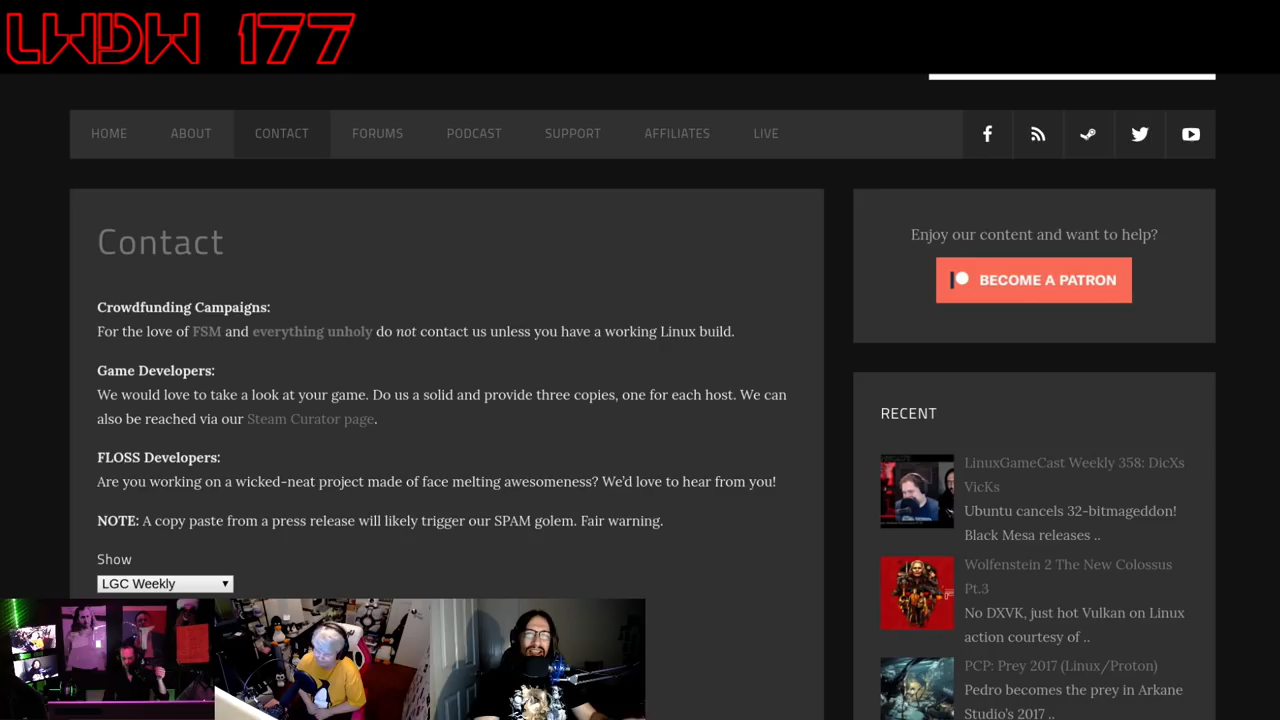 LWDW 177
HOME ABOUT CONTACT FORUMS PODCAST SUPPORT AFFILIATES LIVE
Contact
Crowdfunding Campaigns:
For the love of FSM and everything unholy do not contact us unless you have a working Linux build.
Game Developers:
We would love to take a look at your game. Do us a solid and provide three copies, one for each host. We can
also be reached via our Steam Curator page.
FLOSS Developers:
Are you working on a wicked-neat project made of face melting awesomeness? We'd love to hear from you!
NOTE: A copy paste from a press release will likely trigger our SPAM golem. Fair warning.
Show
LGC Weekly
Enjoy our content and want to help?
BECOME A PATRON
RECENT
LinuxGameCast Weekly 358: DicXs
VicKs
Ubuntu cancels 32-bitmageddon!
Black Mesa releases ..
Wolfenstein 2 The New Colossus
Pt.3
No DXVK, just hot Vulkan on Linux
action courtesy of ..
PCP: Prey 2017 (Linux/Proton)
Pedro becomes the prey in Arkane
Studio's 2017 ..